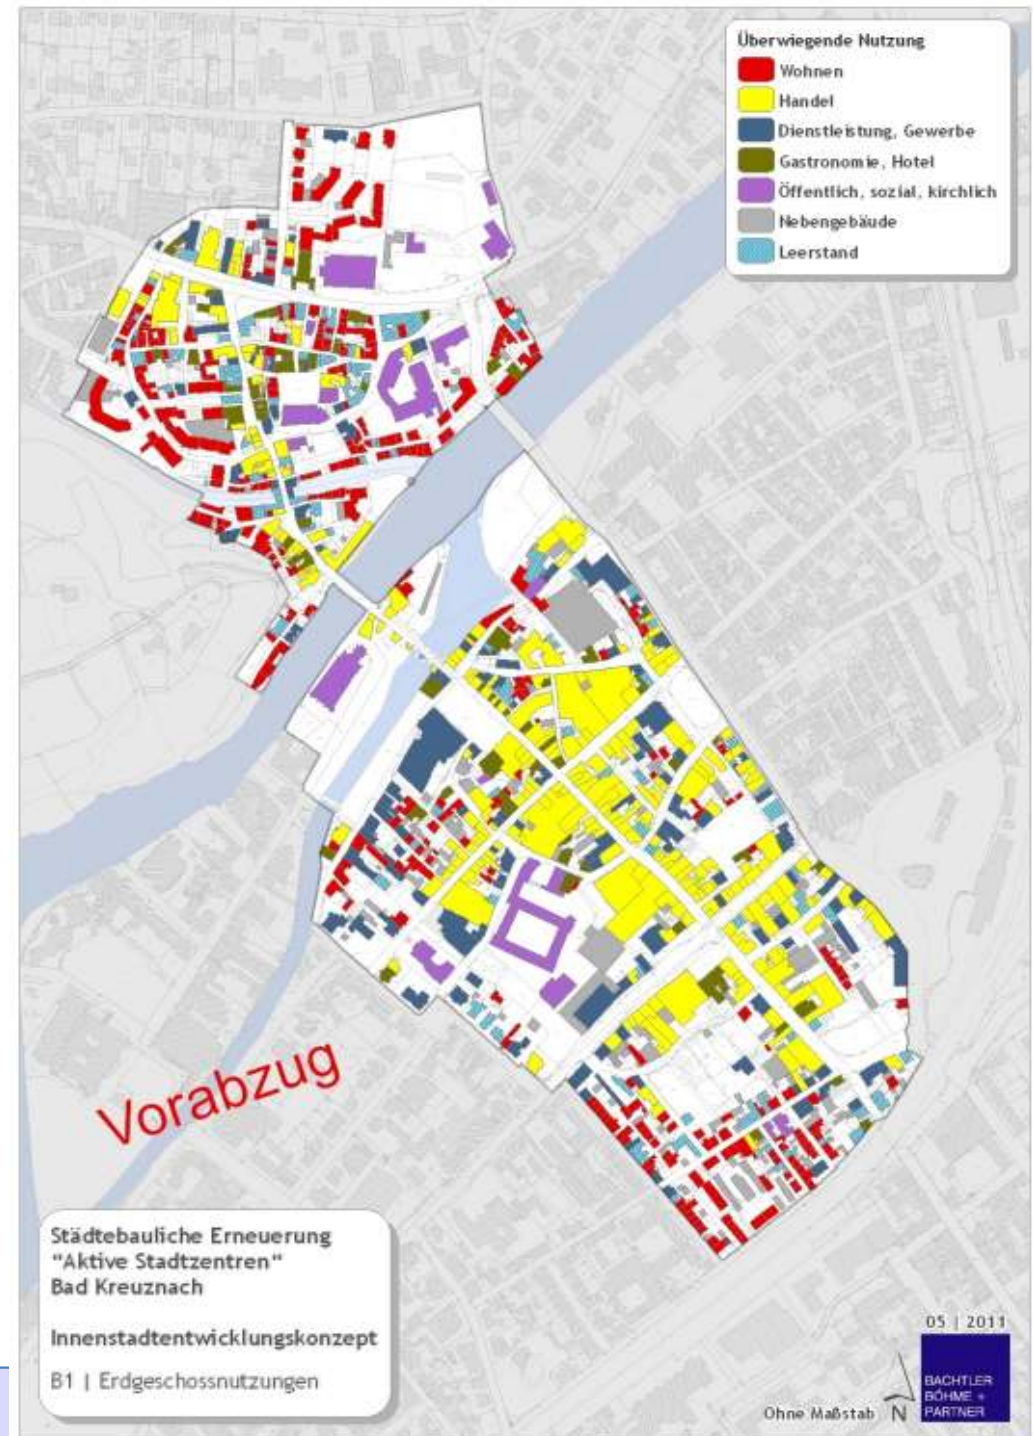 Überwiegende Nutzung
Wohnen
Handel
Dienstleistung, Gewerbe
Gastronomie, Hotel
Öffentlich, sozial, kirchlich
Nebengebäude
Leerstand
Vorabzug
Städtebauliche Erneuerung
"Aktive Stadtzentren"
Bad Kreuznach
Innenstadtentwicklungskonzept
B1 | Erdgeschossnutzungen
05 | 2011
BACHTLER
BÖHME +
PARTNER
Ohne Maßstab N